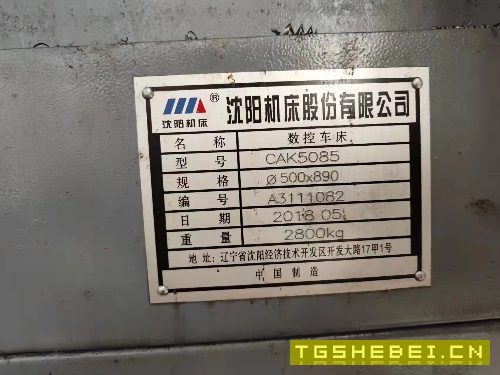 沈阳机床 ® 沈阳机床股份有限公司
名 称 数控车床
型 号 CAK5085
规 格 Ø500x890
编 号 A3111082
日 期 2018.05
重 量 2800kg
地 址: 辽宁省沈阳经济技术开发区开发大路17甲1号
中 国 制 造
TGSHEBEI.CN